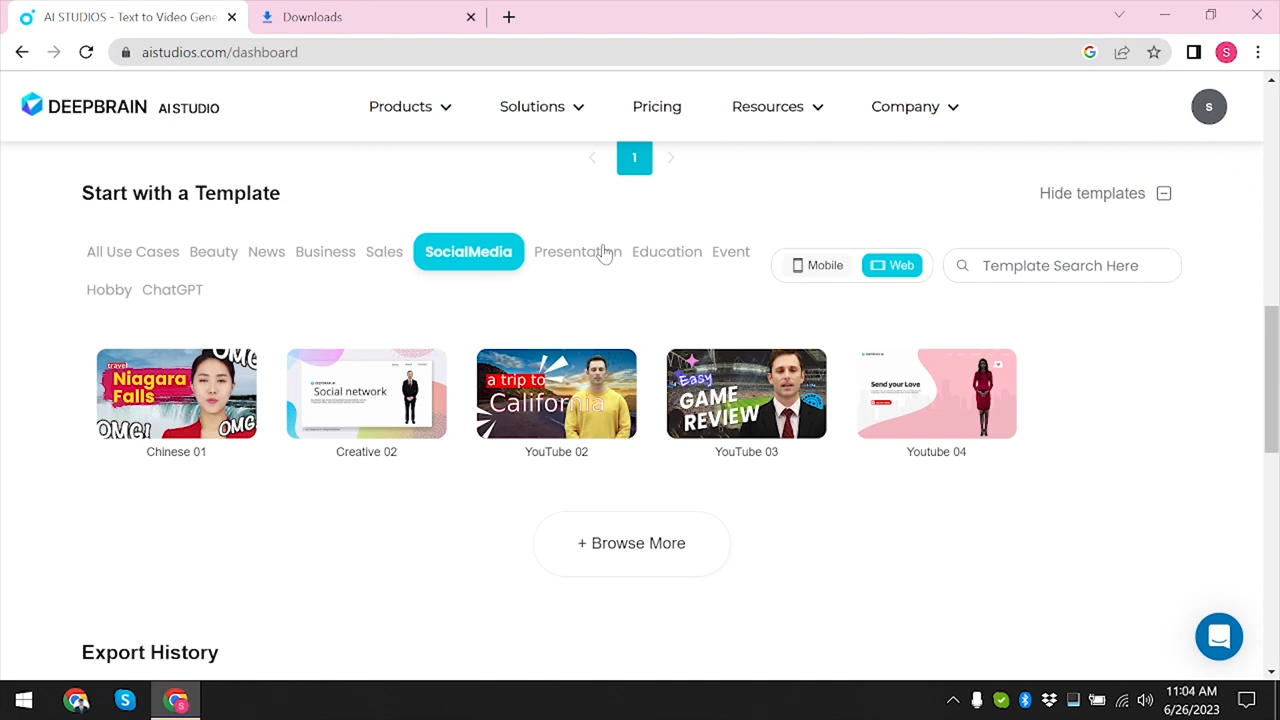 AI STUDIOS - Text to Video Gene
Downloads
aistudios.com/dashboard
S
DEEPBRAIN AI STUDIO
Products
Solutions
Pricing
Resources
Company
S
1
Start with a Template
Hide templates
All Use Cases Beauty News Business Sales SocialMedia Presentation Education Event
Mobile
Web
Template Search Here
Hobby ChatGPT
travel
Niagara
Falls
OMG!
OMG!
OMG!
Social network
a trip to
California
Easy
GAME
REVIEW
Send your Love
Chinese 01
Creative 02
YouTube 02
YouTube 03
Youtube 04
+ Browse More
Export History
11:04 AM
6/26/2023